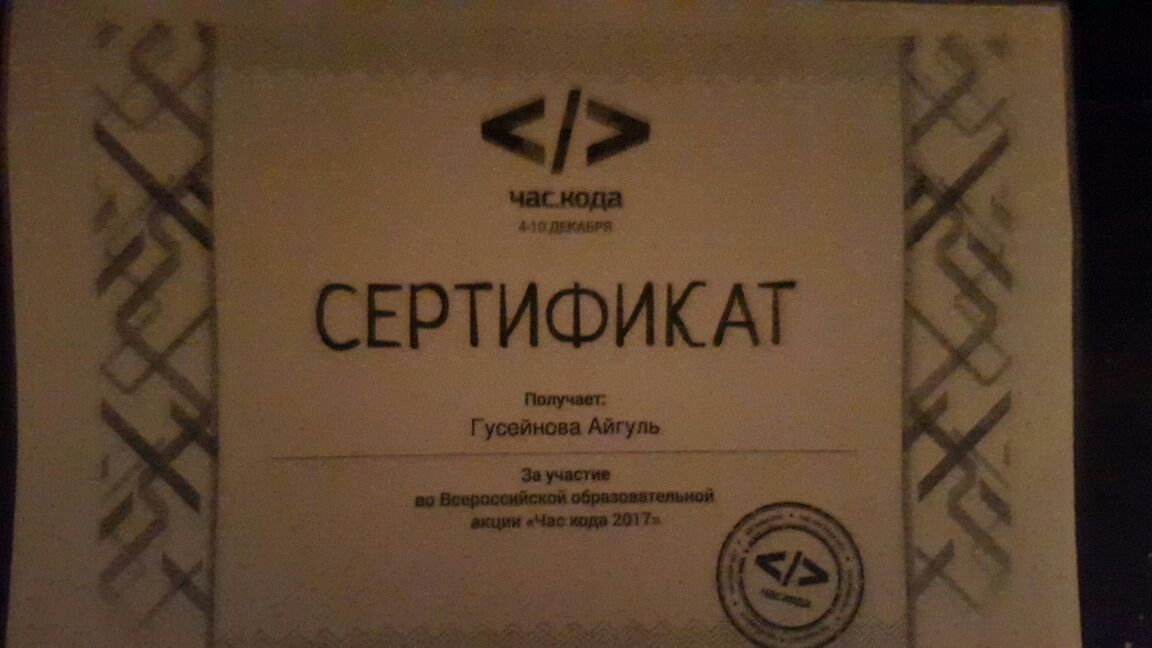 </>
час.кода
4-10 ДЕКАБРЯ
СЕРТИФИКАТ
Получает:
Гусейнова Айгуль
За участие
во Всероссийской образовательной
акции «Час кода 2017»
</>
час.кода